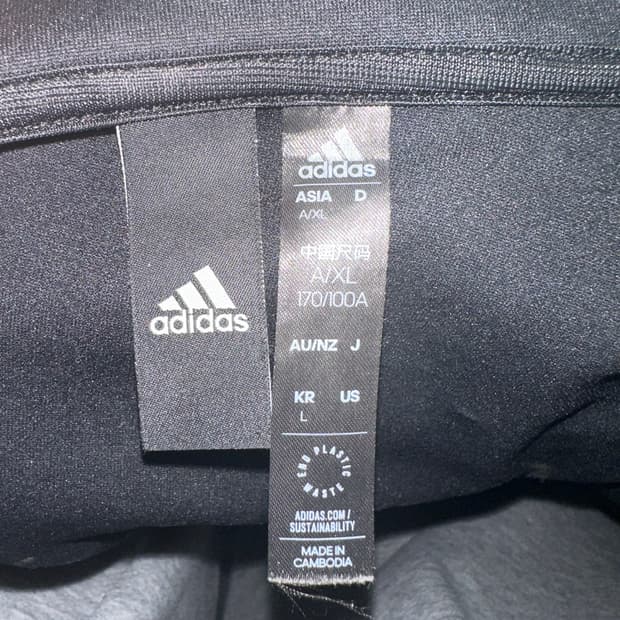 adidas
adidas
ASIA D
A/XL
中国尺码
A/XL
170/100A
AU/NZ J
KR US
L
END PLASTIC WASTE
ADIDAS.COM/
SUSTAINABILITY
MADE IN
CAMBODIA